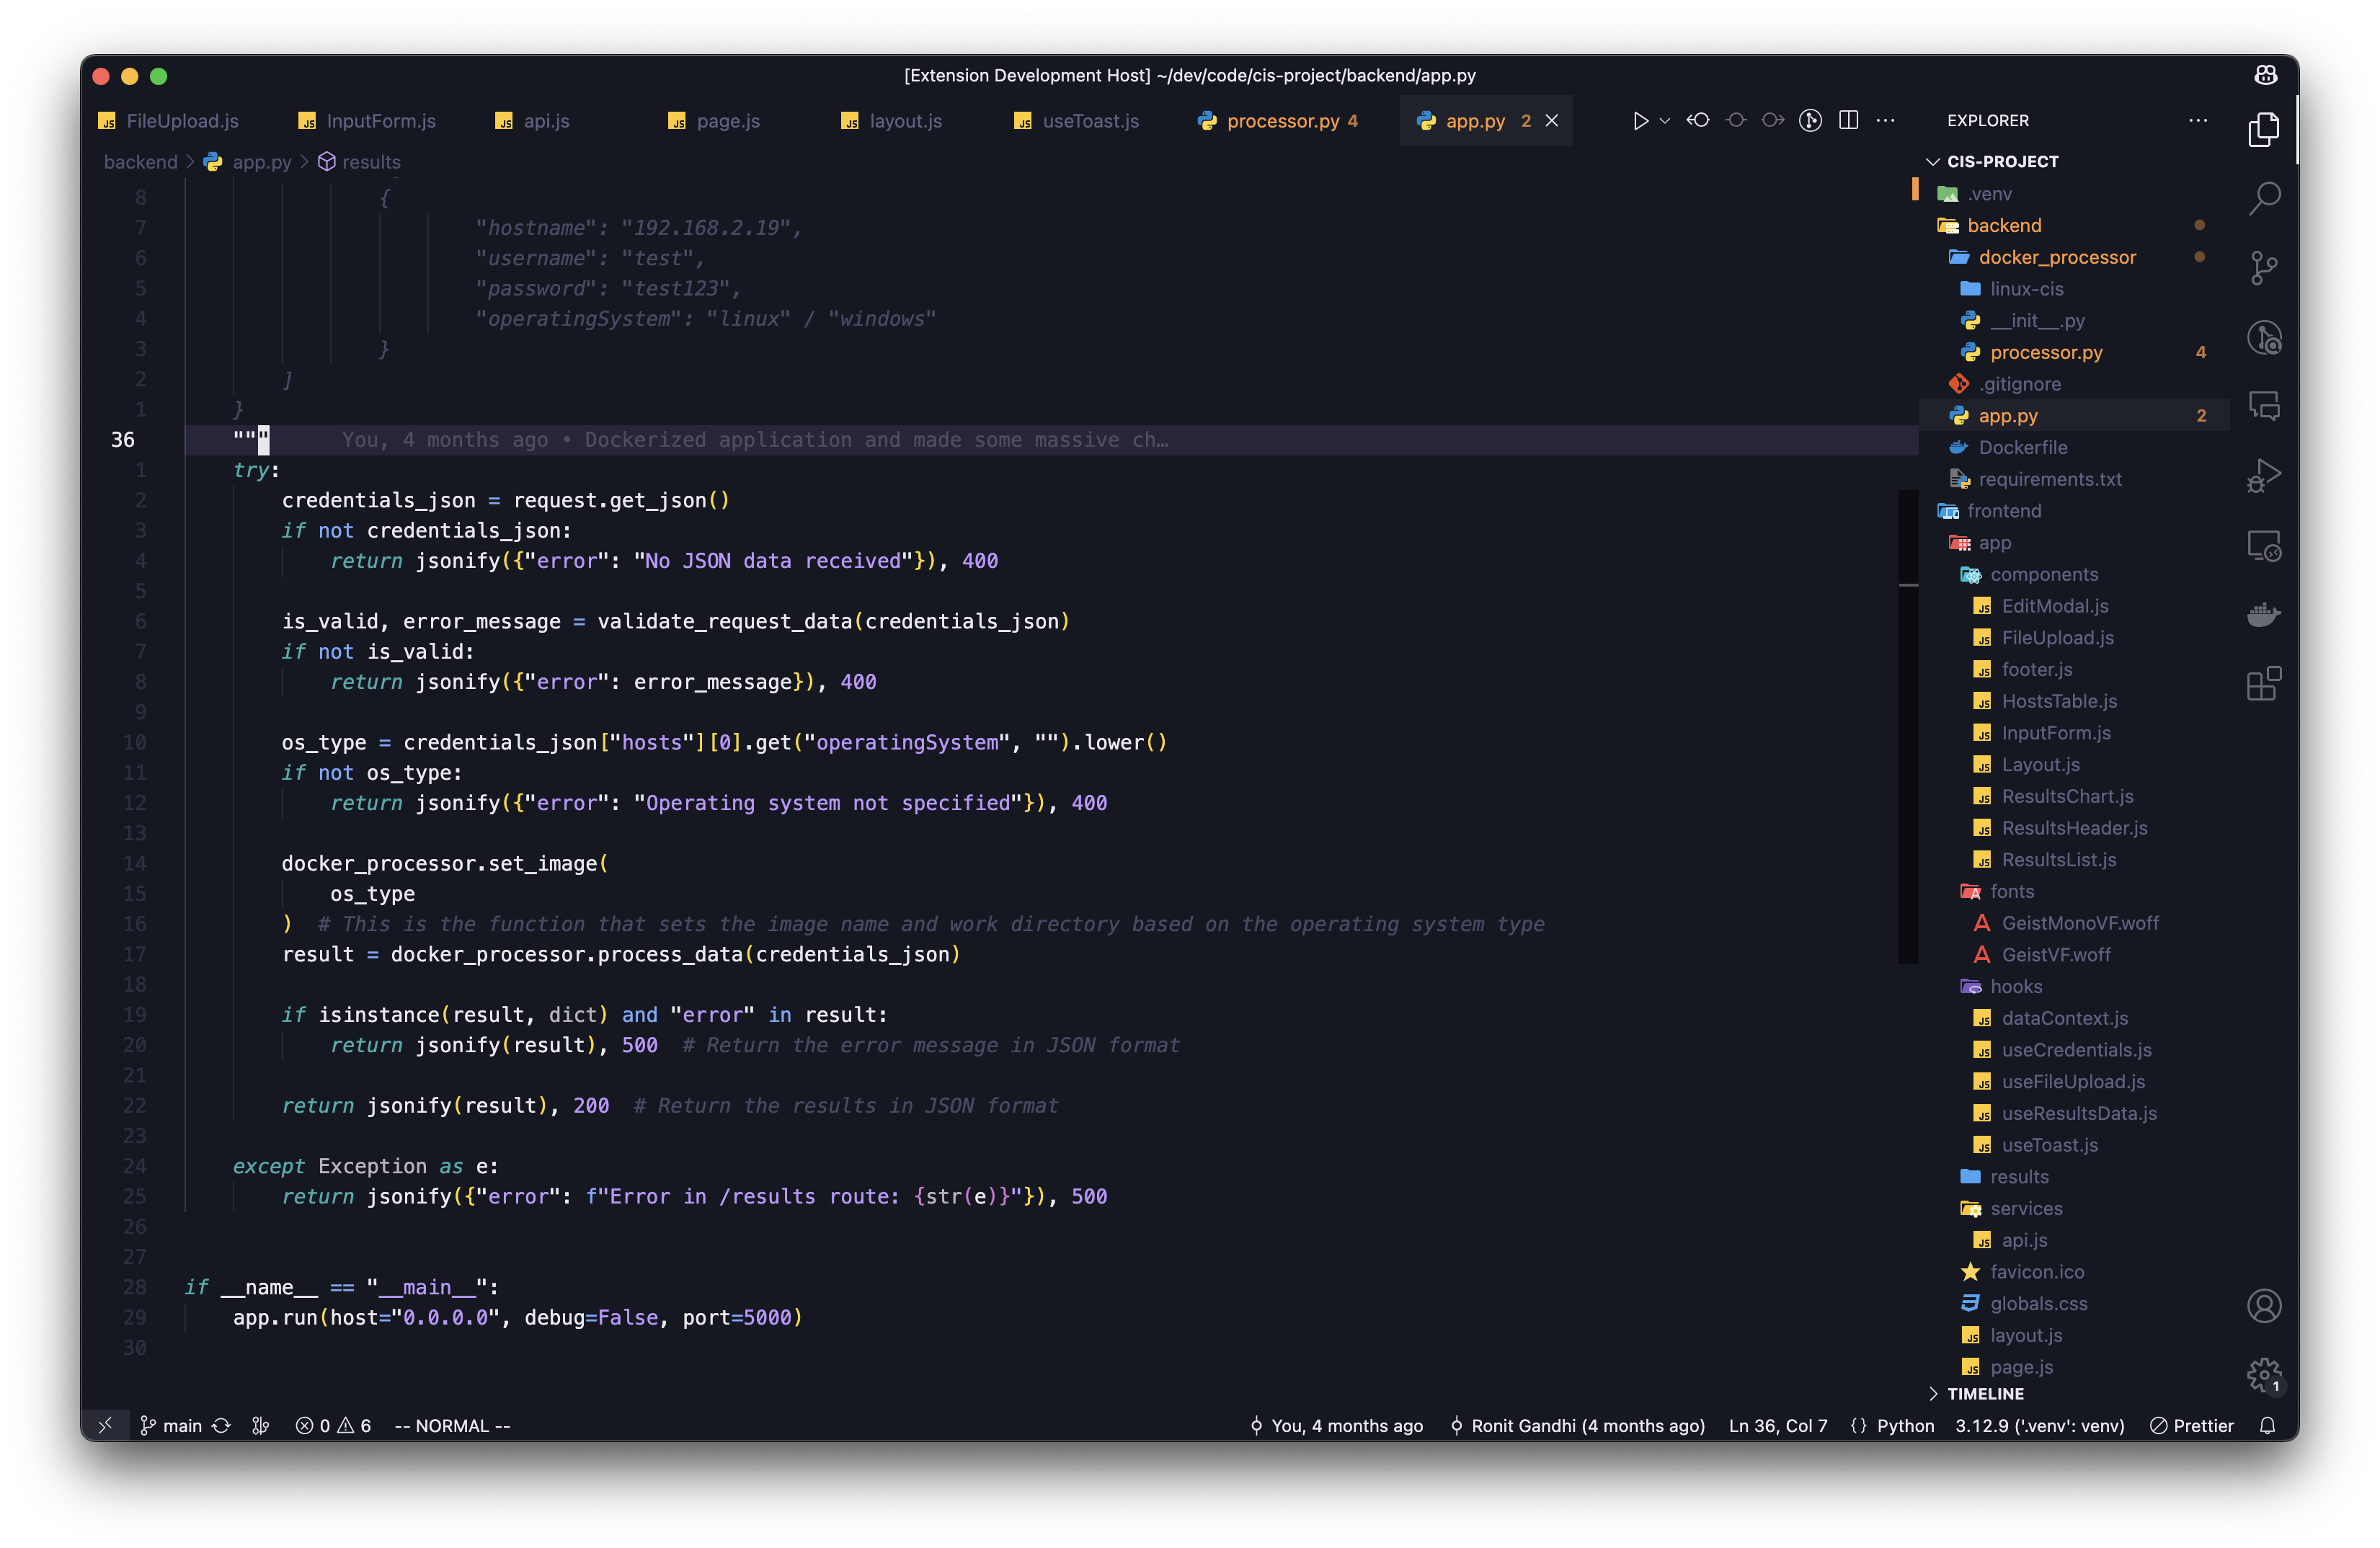 [Extension Development Host] ~/dev/code/cis-project/backend/app.py
FileUpload.js InputForm.js api.js page.js layout.js useToast.js processor.py 4 app.py 2
backend > app.py > results
8 {
7 "hostname": "192.168.2.19",
6 "username": "test",
5 "password": "test123",
4 "operatingSystem": "linux" / "windows"
3 }
2 ]
1 }
36 """ You, 4 months ago • Dockerized application and made some massive ch…
1 try:
2 credentials_json = request.get_json()
3 if not credentials_json:
4 return jsonify({"error": "No JSON data received"}), 400
5
6 is_valid, error_message = validate_request_data(credentials_json)
7 if not is_valid:
8 return jsonify({"error": error_message}), 400
9
10 os_type = credentials_json["hosts"][0].get("operatingSystem", "").lower()
11 if not os_type:
12 return jsonify({"error": "Operating system not specified"}), 400
13
14 docker_processor.set_image(
15 os_type
16 ) # This is the function that sets the image name and work directory based on the operating system type
17 result = docker_processor.process_data(credentials_json)
18
19 if isinstance(result, dict) and "error" in result:
20 return jsonify(result), 500 # Return the error message in JSON format
21
22 return jsonify(result), 200 # Return the results in JSON format
23
24 except Exception as e:
25 return jsonify({"error": f"Error in /results route: {str(e)}"}), 500
26
27
28 if __name__ == "__main__":
29 app.run(host="0.0.0.0", debug=False, port=5000)
30
EXPLORER
CIS-PROJECT
.venv
backend
docker_processor
linux-cis
__init__.py
processor.py 4
.gitignore
app.py 2
Dockerfile
requirements.txt
frontend
app
components
EditModal.js
FileUpload.js
footer.js
HostsTable.js
InputForm.js
Layout.js
ResultsChart.js
ResultsHeader.js
ResultsList.js
fonts
GeistMonoVF.woff
GeistVF.woff
hooks
dataContext.js
useCredentials.js
useFileUpload.js
useResultsData.js
useToast.js
results
services
api.js
favicon.ico
globals.css
layout.js
page.js
TIMELINE
1
main 0 6 -- NORMAL -- You, 4 months ago Ronit Gandhi (4 months ago) Ln 36, Col 7 {} Python 3.12.9 ('.venv': venv) Prettier